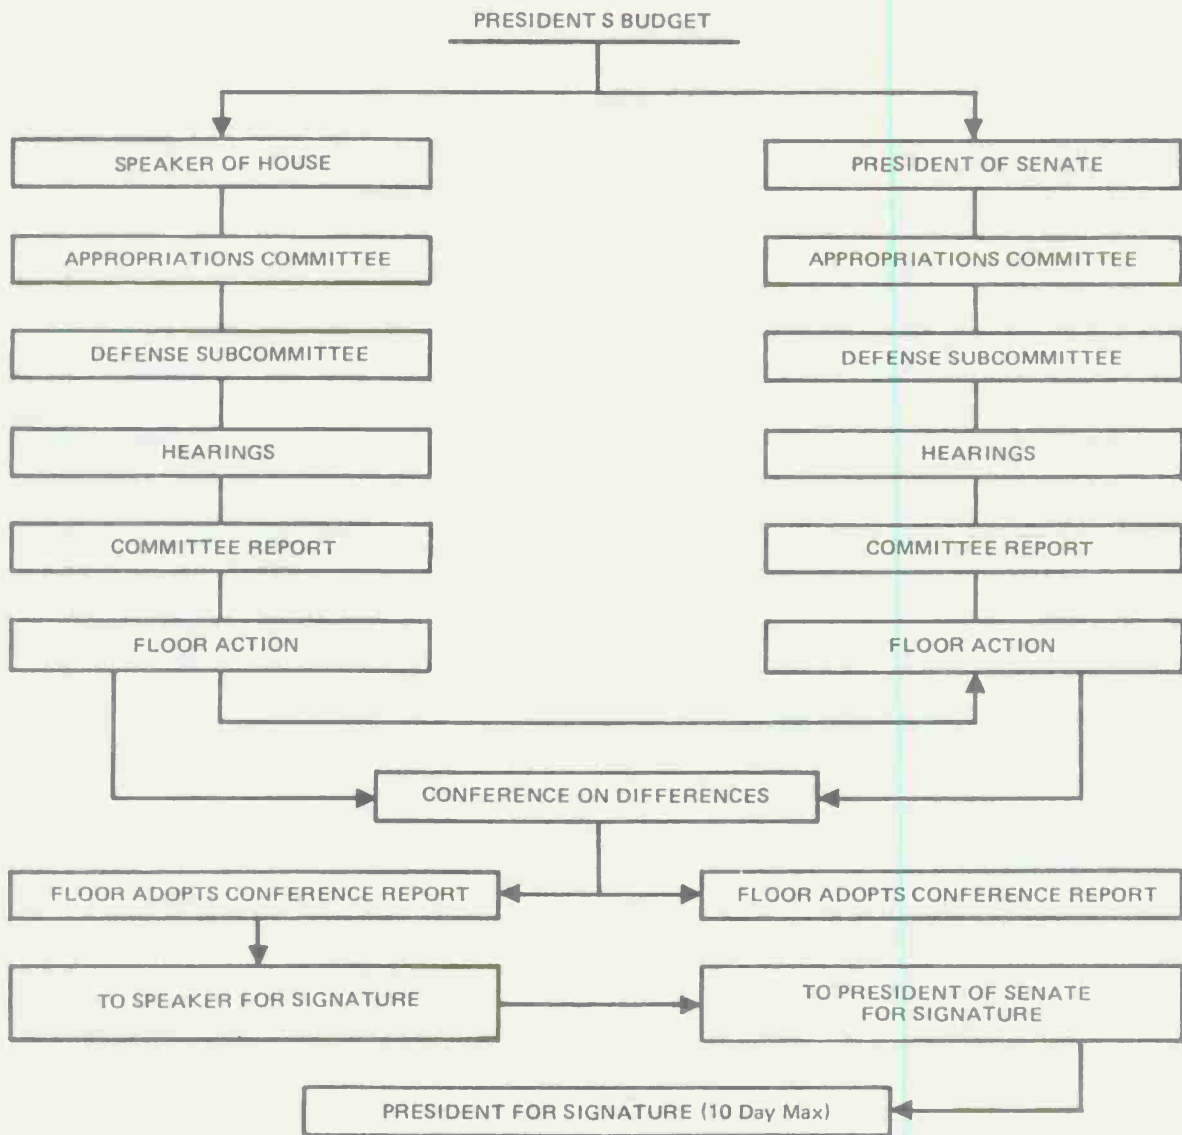 PRESIDENT S BUDGET
SPEAKER OF HOUSE
PRESIDENT OF SENATE
APPROPRIATIONS COMMITTEE
APPROPRIATIONS COMMITTEE
DEFENSE SUBCOMMITTEE
DEFENSE SUBCOMMITTEE
HEARINGS
HEARINGS
COMMITTEE REPORT
COMMITTEE REPORT
FLOOR ACTION
FLOOR ACTION
CONFERENCE ON DIFFERENCES
FLOOR ADOPTS CONFERENCE REPORT
FLOOR ADOPTS CONFERENCE REPORT
TO SPEAKER FOR SIGNATURE
TO PRESIDENT OF SENATE
FOR SIGNATURE
PRESIDENT FOR SIGNATURE (10 Day Max)